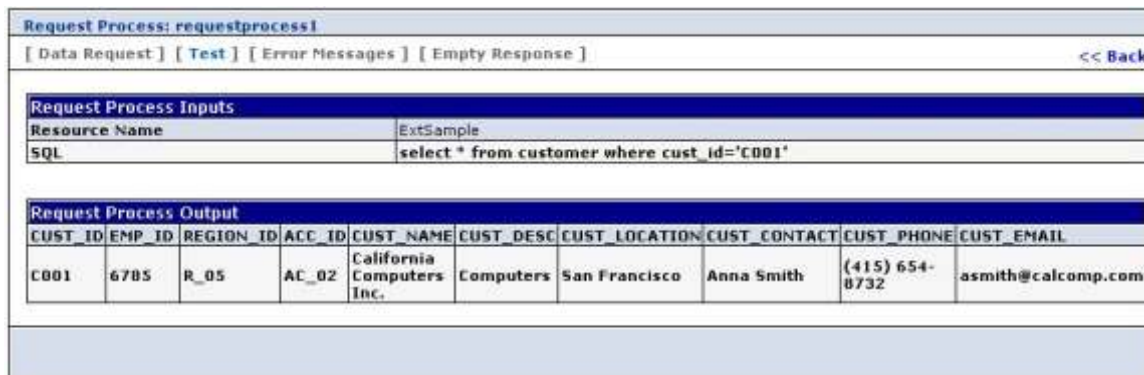 Request Process: requestprocess1
[ Data Request ] [ Test ] [ Error Messages ] [ Empty Response ]
<< Back
Request Process Inputs
Resource Name ExtSample
SQL select * from customer where cust_id='C001'
Request Process Output
CUST_ID EMP_ID REGION_ID ACC_ID CUST_NAME CUST_DESC CUST_LOCATION CUST_CONTACT CUST_PHONE CUST_EMAIL
C001 6785 R_05 AC_02 California Computers Inc. Computers San Francisco Anna Smith (415) 654-8732 asmith@calcomp.com